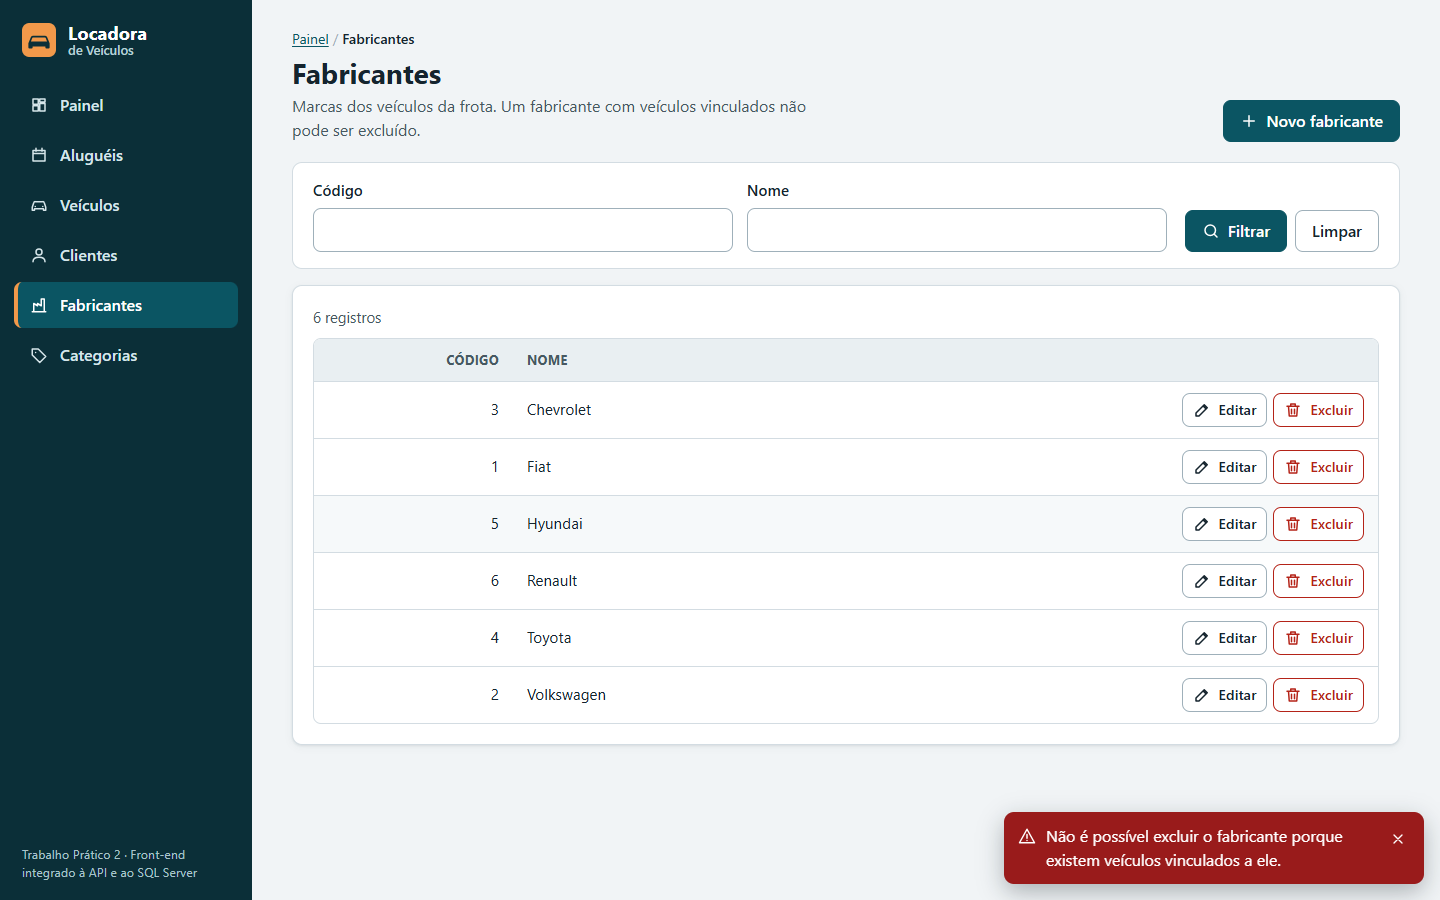 Locadora
de Veículos
Painel
Aluguéis
Veículos
Clientes
Fabricantes
Categorias
Trabalho Prático 2 · Front-end
integrado à API e ao SQL Server
Painel / Fabricantes
Fabricantes
Marcas dos veículos da frota. Um fabricante com veículos vinculados não
pode ser excluído.
Novo fabricante
Código
Nome
Filtrar
Limpar
6 registros
CÓDIGO NOME
3 Chevrolet Editar Excluir
1 Fiat Editar Excluir
5 Hyundai Editar Excluir
6 Renault Editar Excluir
4 Toyota Editar Excluir
2 Volkswagen Editar Excluir
Não é possível excluir o fabricante porque
existem veículos vinculados a ele.